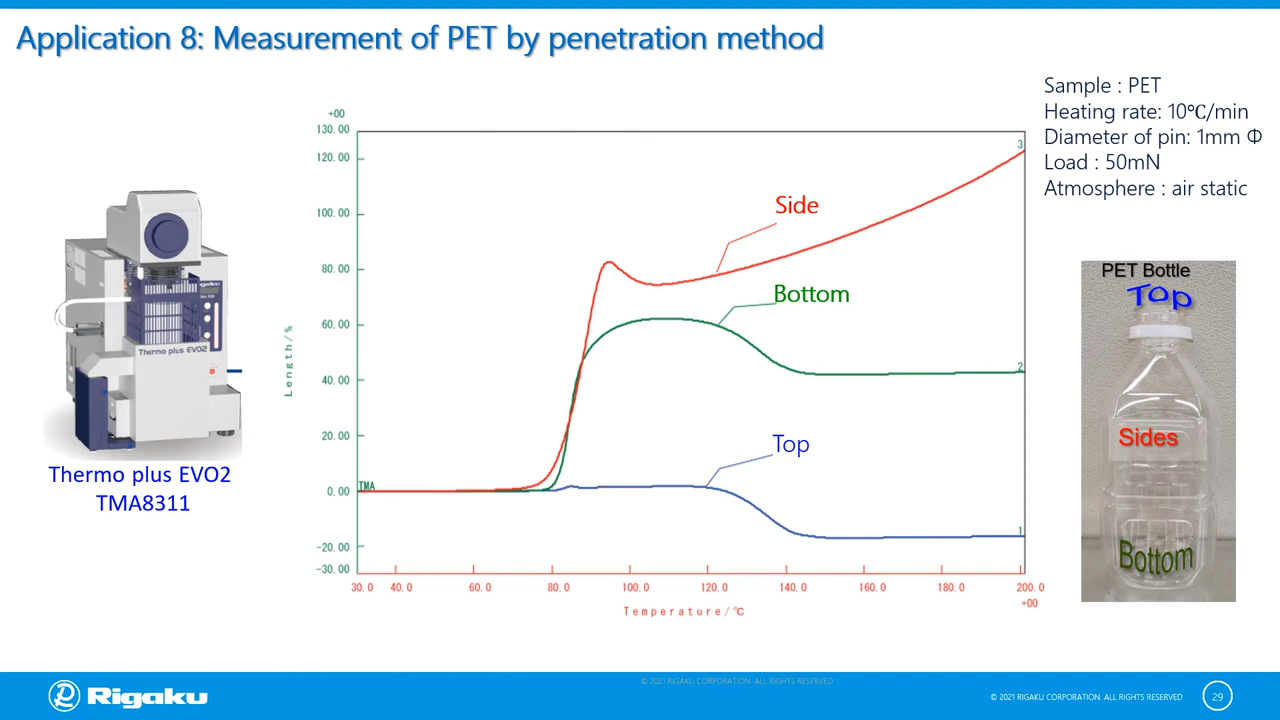 Application 8: Measurement of PET by penetration method
Sample : PET
Heating rate: 10℃/min
Diameter of pin: 1mm Φ
Load : 50mN
Atmosphere : air static
Thermo plus EVO2
Thermo plus EVO2
TMA8311
+00
130.00
120.00
100.00
80.00
60.00
40.00
20.00
0.00
-20.00
-30.00
Length/%
TMA
Side
Bottom
Top
3
2
1
30.0 40.0 60.0 80.0 100.0 120.0 140.0 160.0 180.0 200.0
+00
Temperature/℃
PET Bottle
Top
Sides
Bottom
Rigaku
© 2021 RIGAKU CORPORATION. ALL RIGHTS RESERVED
© 2021 RIGAKU CORPORATION. ALL RIGHTS RESERVED
29